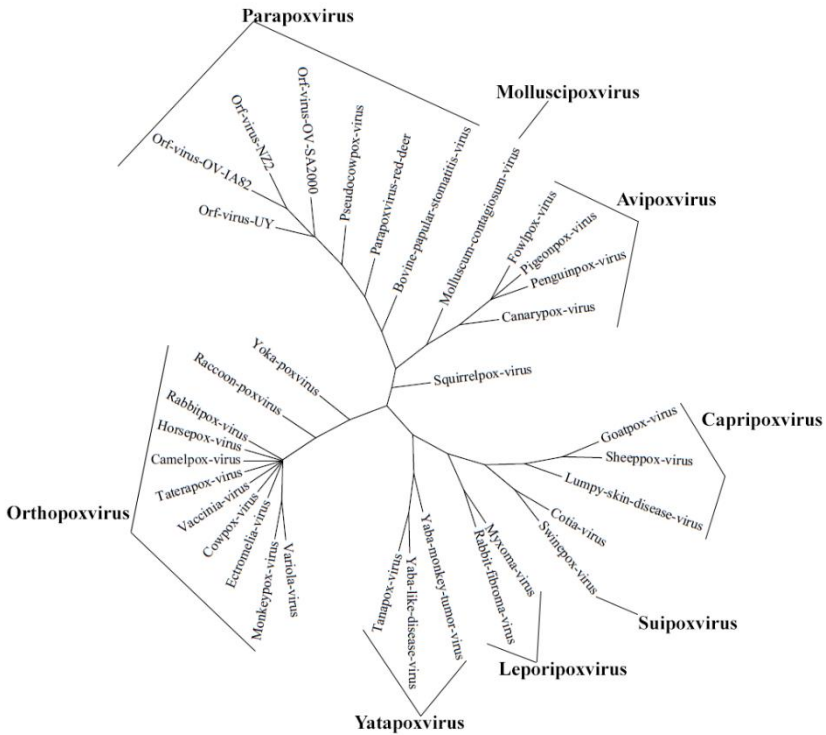 Parapoxvirus
Orf-virus-OV-IA82
Orf-virus-NZ2
Orf-virus-OV-SA2000
Orf-virus-UY
Pseudocowpox-virus
Parapoxvirus-red-deer
Bovine-papular-stomatitis-virus
Molluscipoxvirus
Molluscum-contagiosum-virus
Avipoxvirus
Fowlpox-virus
Pigeonpox-virus
Penguinpox-virus
Canarypox-virus
Squirrelpox-virus
Capripoxvirus
Goatpox-virus
Sheeppox-virus
Lumpy-skin-disease-virus
Cotia-virus
Swinepox-virus
Suipoxvirus
Myxoma-virus
Rabbit-fibroma-virus
Leporipoxvirus
Yaba-monkey-tumor-virus
Yaba-like-disease-virus
Tanapox-virus
Yatapoxvirus
Yoka-poxvirus
Raccoon-poxvirus
Rabbitpox-virus
Horsepox-virus
Camelpox-virus
Taterapox-virus
Vaccinia-virus
Cowpox-virus
Ectromelia-virus
Monkeypox-virus
Variola-virus
Orthopoxvirus